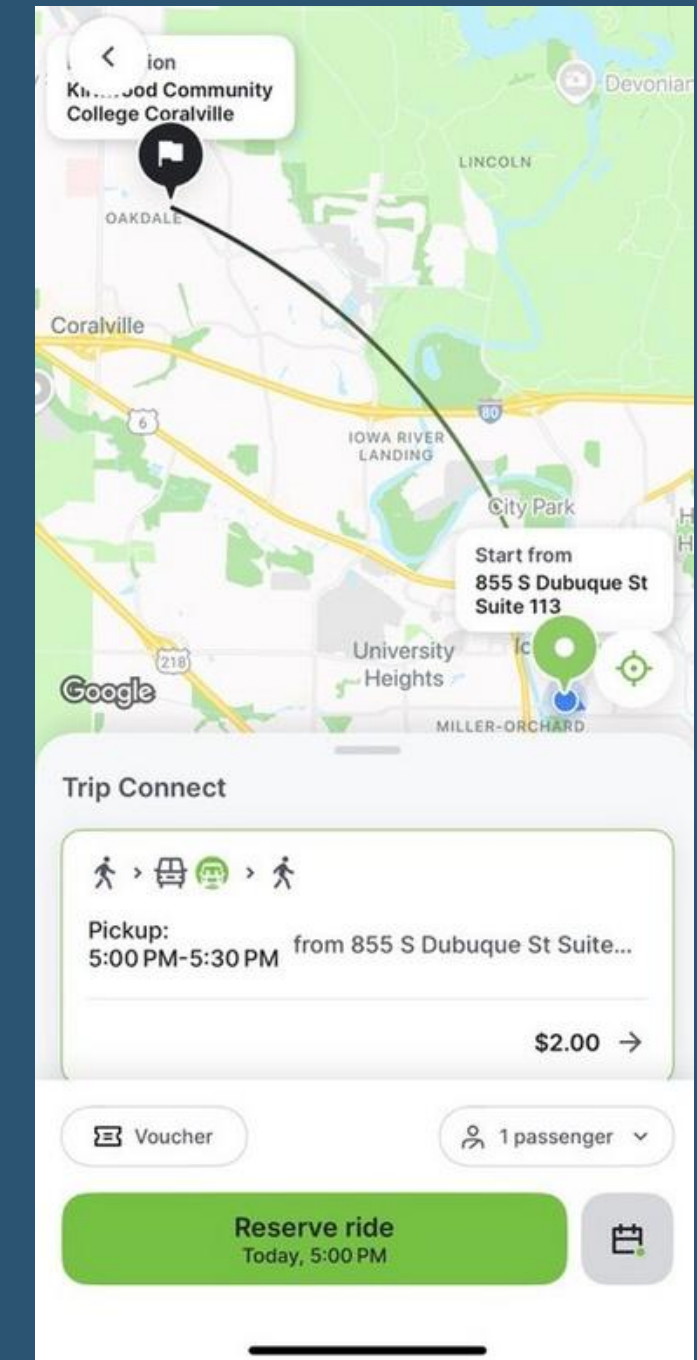 Kirkwood Community
College Coralville
Devonian
LINCOLN
OAKDALE
Coralville
80
6
IOWA RIVER
LANDING
City Park
Start from
855 S Dubuque St
Suite 113
218
University
Heights
Google
MILLER-ORCHARD
Trip Connect
Pickup:
5:00 PM-5:30 PM
from 855 S Dubuque St Suite...
$2.00
Voucher
1 passenger
Reserve ride
Today, 5:00 PM